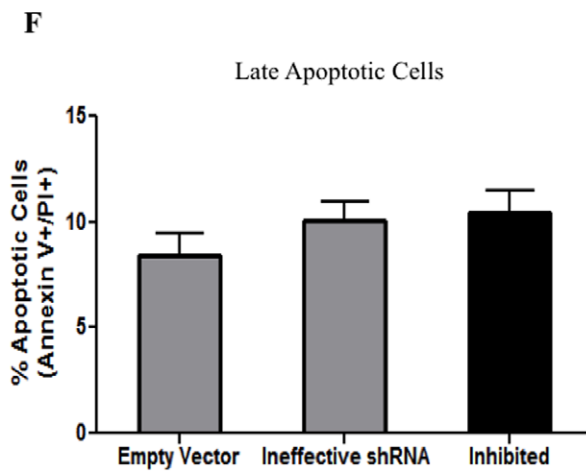 F
Late Apoptotic Cells
% Apoptotic Cells
(Annexin V+/PI+)
15
10
5
0
Empty Vector
Ineffective shRNA
Inhibited